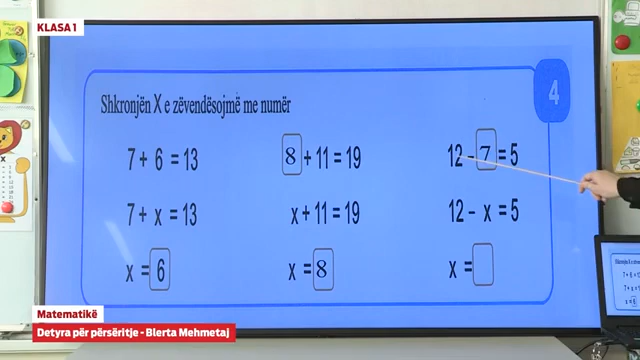 KLASA 1
4
Shkronjën X e zëvendësojmë me numër
7 + 6 = 13
8 + 11 = 19
12 - 7 = 5
7 + x = 13
x + 11 = 19
12 - x = 5
x = 6
x = 8
x =
Matematikë
Detyra për përsëritje - Blerta Mehmetaj